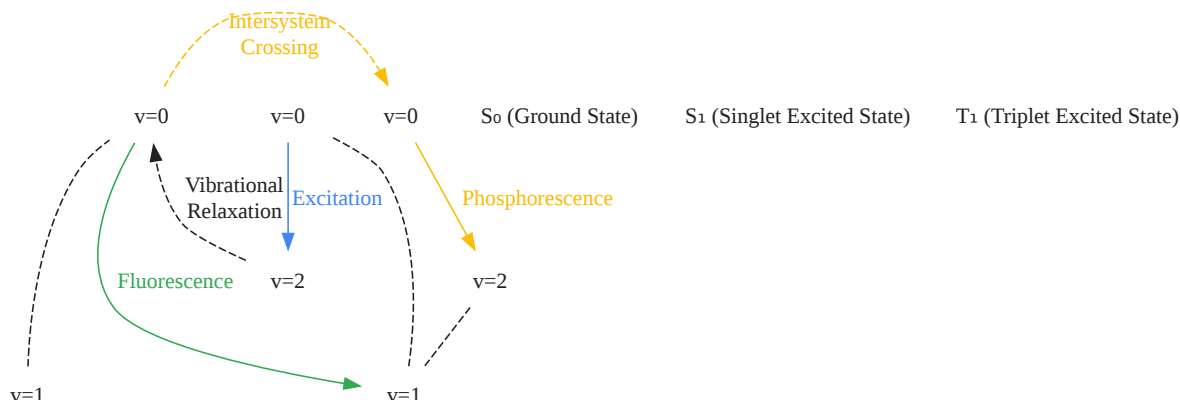 Intersystem
Crossing
v=0
v=0
v=0
S₀ (Ground State)
S₁ (Singlet Excited State)
T₁ (Triplet Excited State)
Vibrational
Relaxation
Excitation
Phosphorescence
Fluorescence
v=2
v=2
v=1
v=1